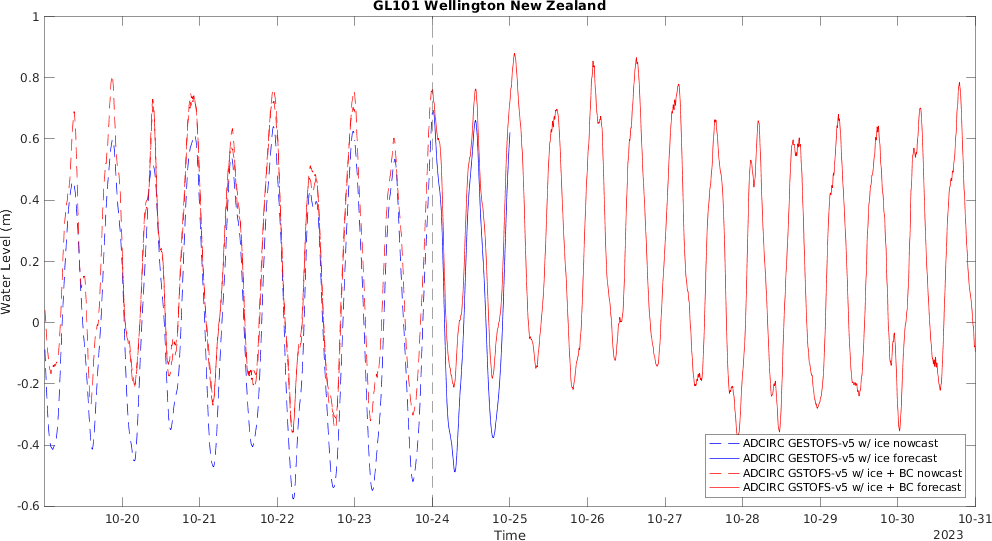 GL101 Wellington New Zealand
1
0.8
0.6
0.4
0.2
0
-0.2
-0.4
-0.6
Water Level (m)
ADCIRC GESTOFS-v5 w/ ice nowcast
ADCIRC GESTOFS-v5 w/ ice forecast
ADCIRC GSTOFS-v5 w/ ice + BC nowcast
ADCIRC GSTOFS-v5 w/ ice + BC forecast
10-20 10-21 10-22 10-23 10-24 10-25 10-26 10-27 10-28 10-29 10-30 10-31
Time
2023